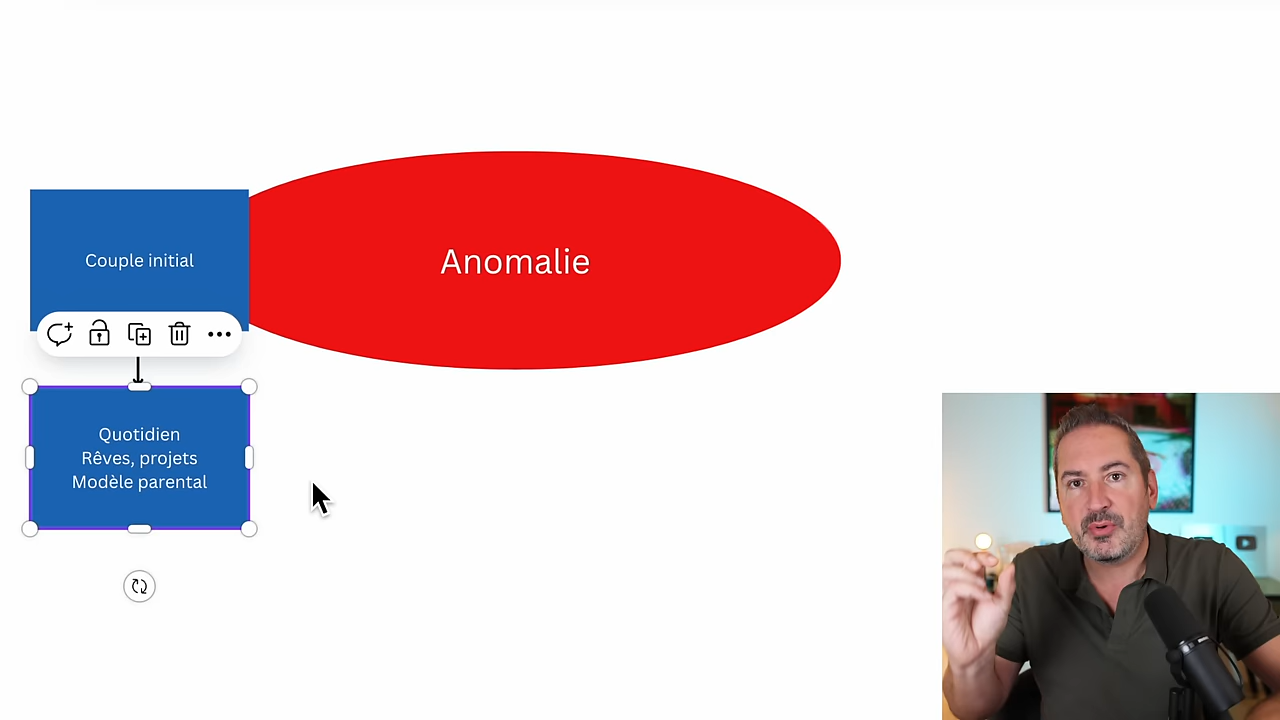 Couple initial
Anomalie
Quotidien
Rêves, projets
Modèle parental